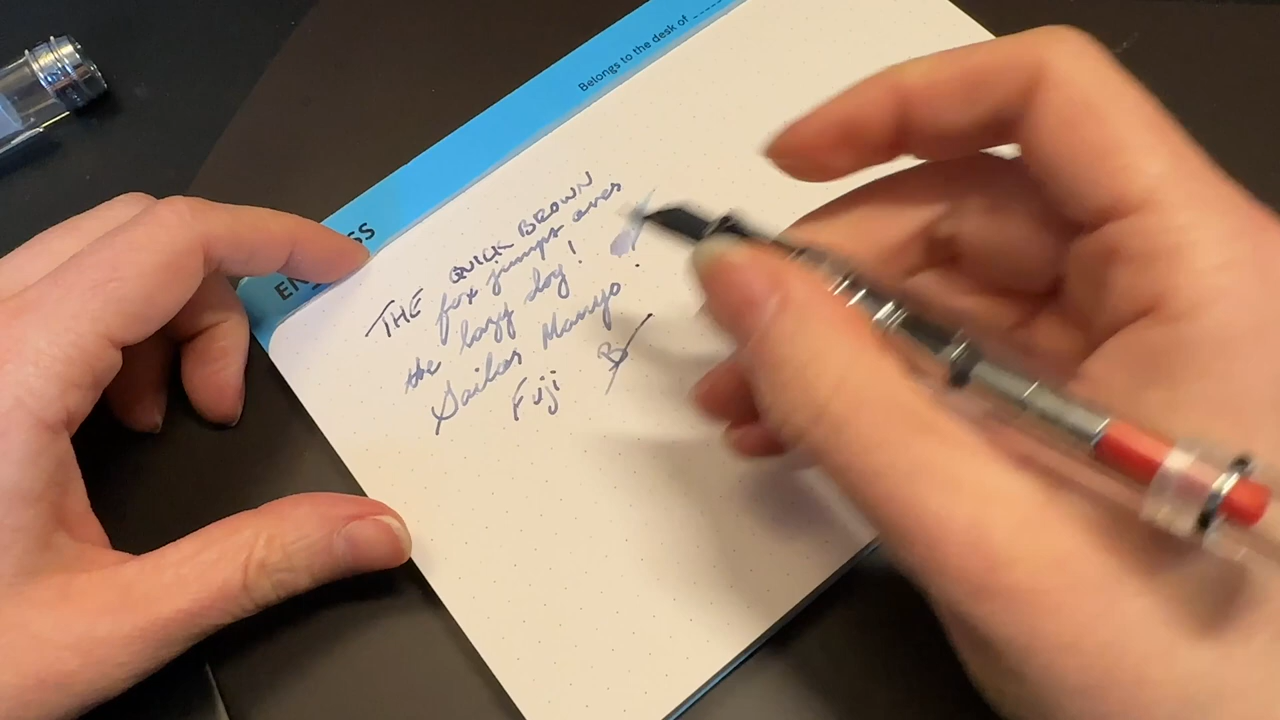 Belongs to the desk of
THE QUICK BROWN
fox jumps over
the lazy dog!
Sailor Manyo
Fuji B